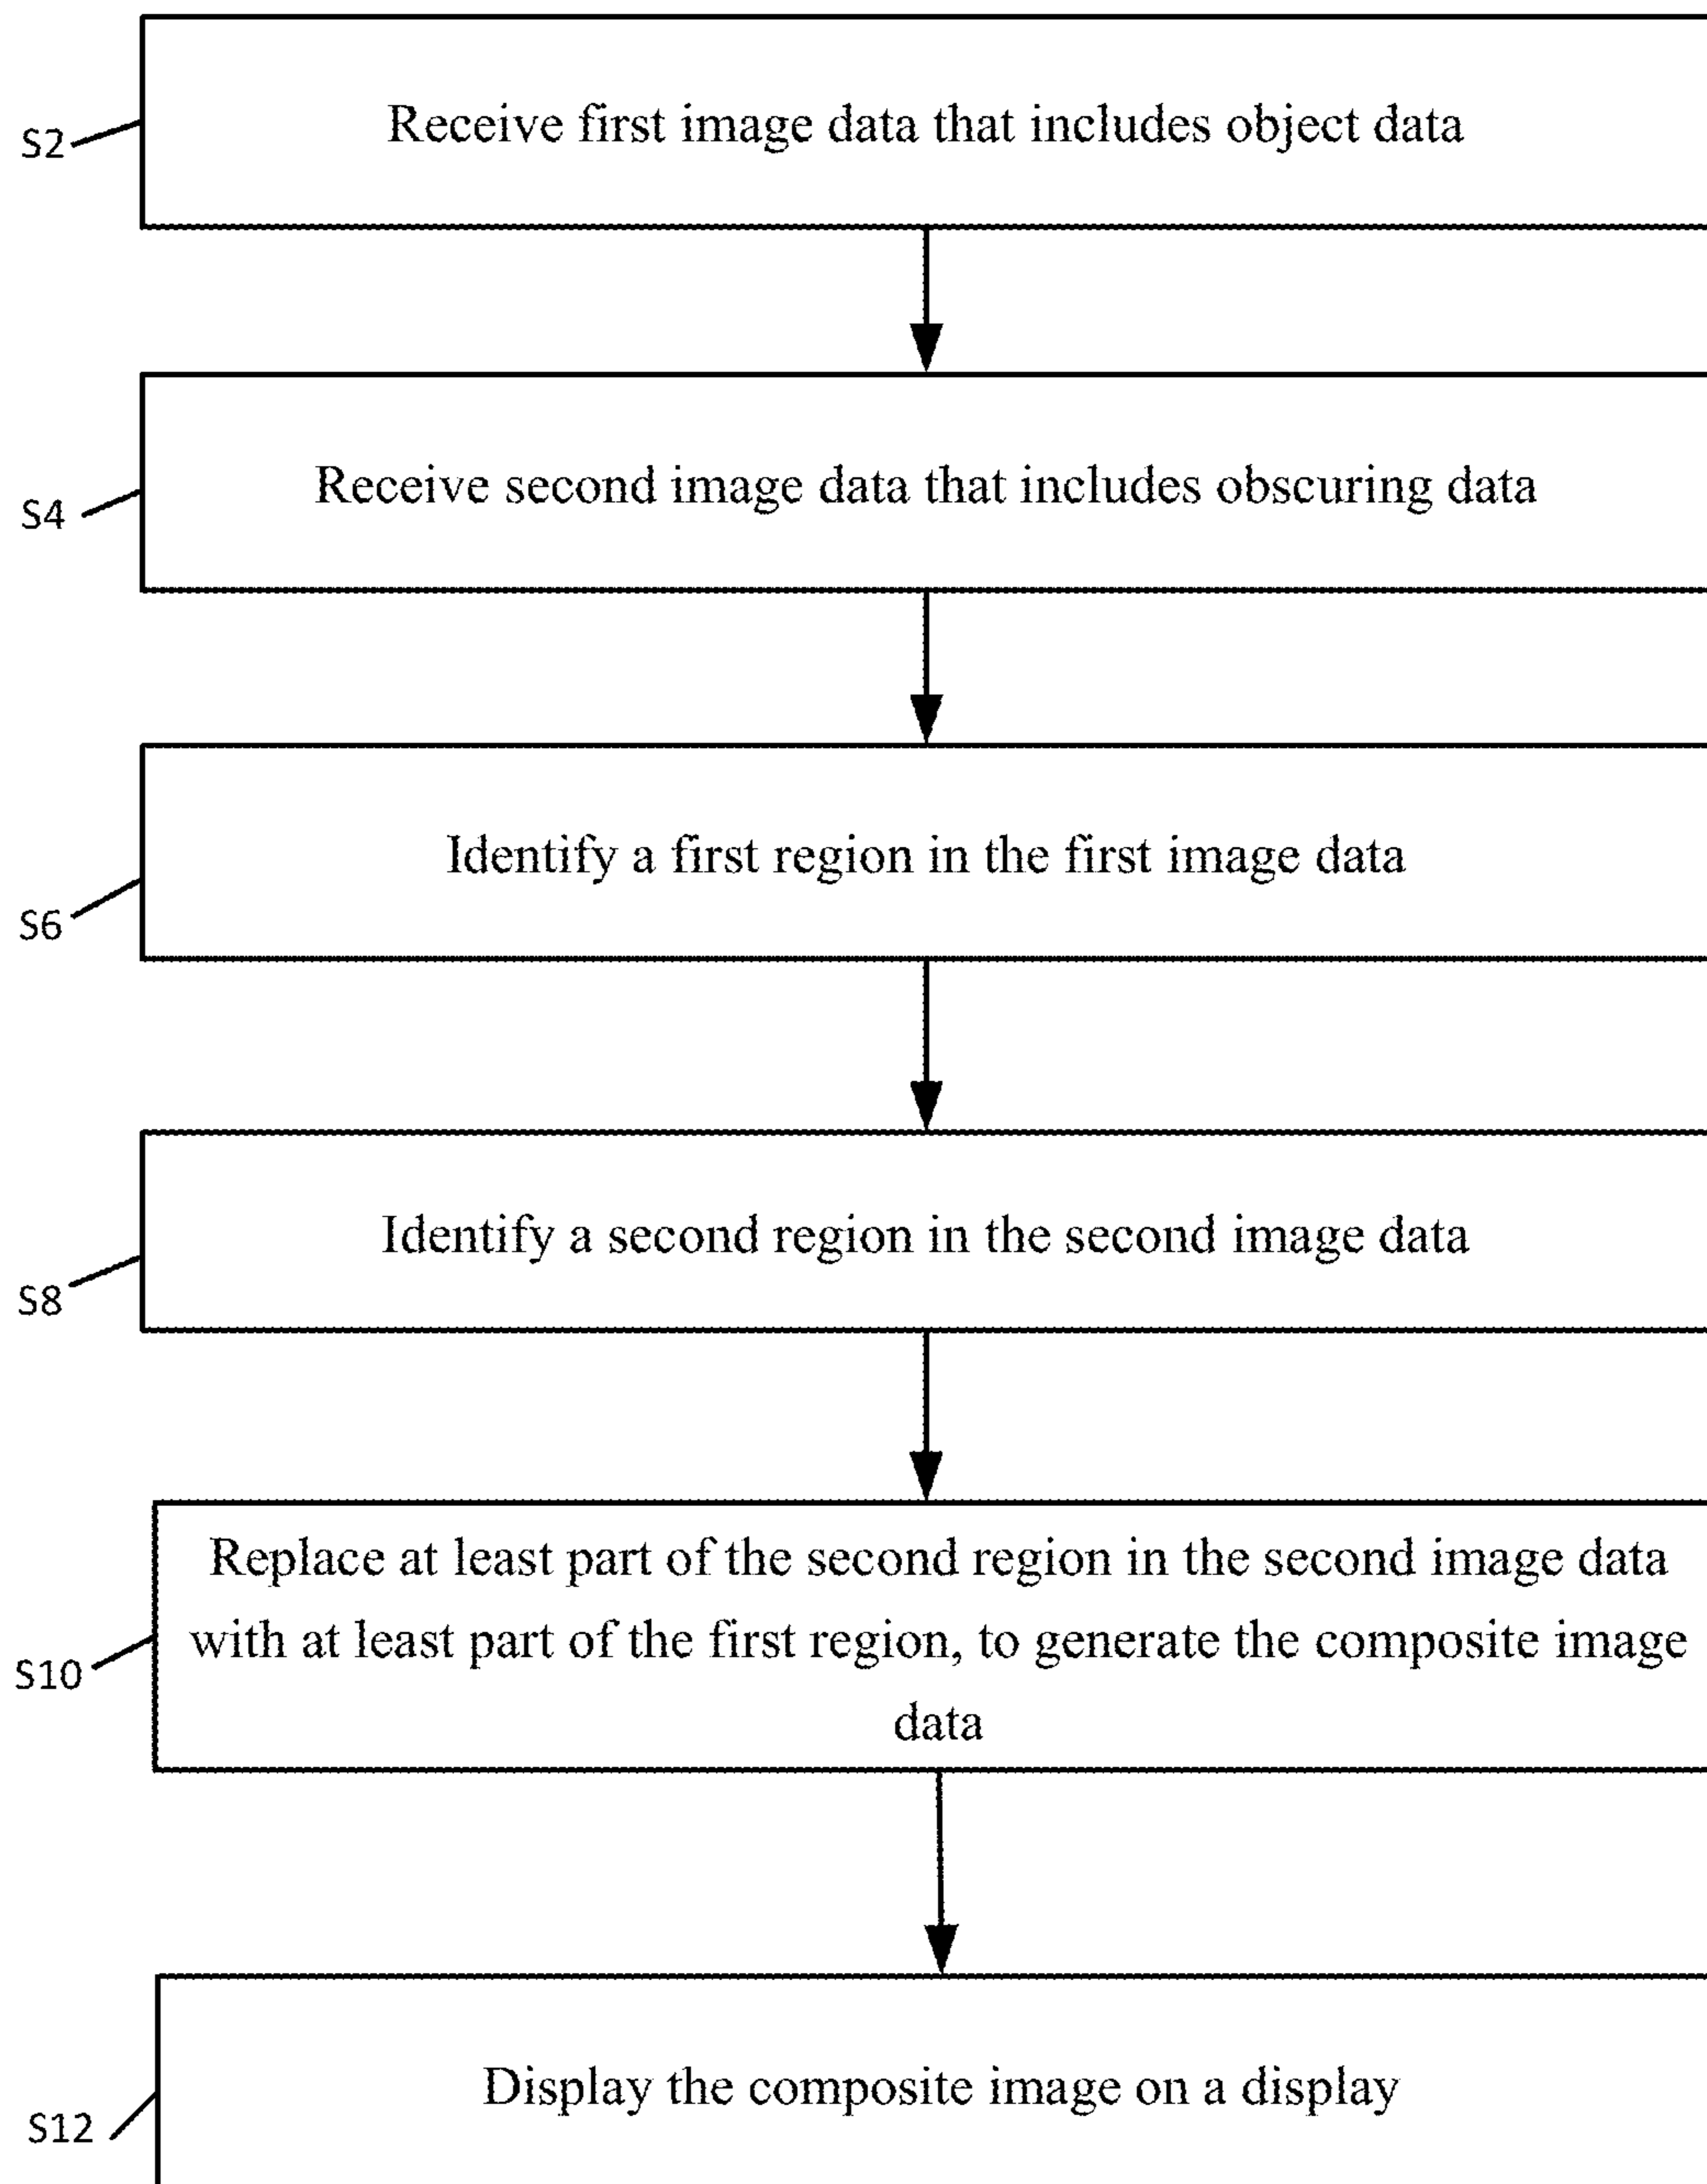 Receive first image data that includes object data
S2
Receive second image data that includes obscuring data
S4
Identify a first region in the first image data
S6
Identify a second region in the second image data
S8
Replace at least part of the second region in the second image data
with at least part of the first region, to generate the composite image
data
S10
Display the composite image on a display
S12